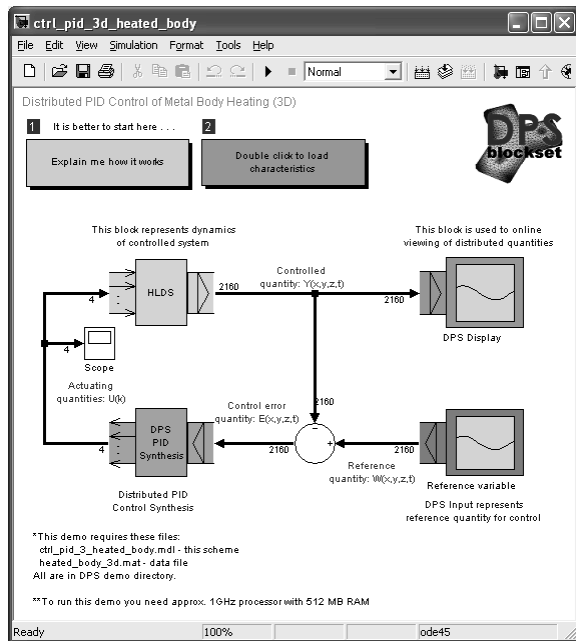 ctrl_pid_3d_heated_body
File Edit View Simulation Format Tools Help
Normal
Distributed PID Control of Metal Body Heating (3D)
1 It is better to start here . . .
2
Explain me how it works
Double click to load
characteristics
DPS
blockset
This block represents dynamics
of controlled system
This block is used to online
viewing of distributed quantities
HLDS
4
2160
Controlled
quantity: Y(x,y,z,t)
2160
DPS Display
4
Scope
Actuating
quantities: U(k)
2160
DPS
PID
Synthesis
4
Control error
quantity: E(x,y,z,t)
2160
-
+
2160
Reference
quantity: W(x,y,z,t)
Reference variable
Distributed PID
Control Synthesis
DPS Input represents
reference quantity for control
*This demo requires these files:
ctrl_pid_3_heated_body.mdl - this scheme
heated_body_3d.mat - data file
All are in DPS demo directory.
**To run this demo you need approx. 1GHz processor with 512 MB RAM
Ready 100% ode45